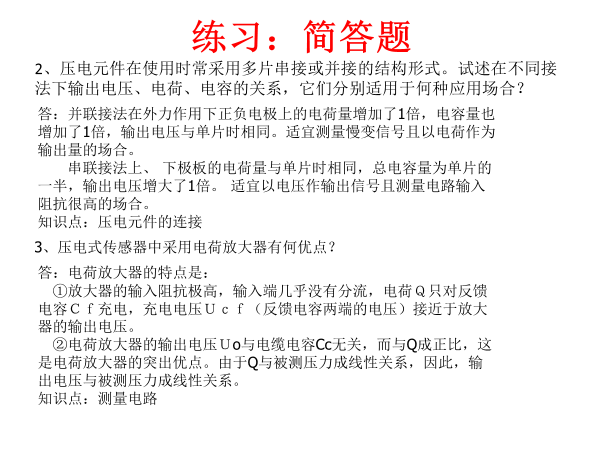 练习：简答题
2、压电元件在使用时常采用多片串接或并接的结构形式。试述在不同接
法下输出电压、电荷、电容的关系，它们分别适用于何种应用场合？
答：并联接法在外力作用下正负电极上的电荷量增加了1倍，电容量也
增加了1倍，输出电压与单片时相同。适宜测量慢变信号且以电荷作为
输出量的场合。
串联接法上、 下极板的电荷量与单片时相同，总电容量为单片的
一半，输出电压增大了1倍。 适宜以电压作输出信号且测量电路输入
阻抗很高的场合。
知识点：压电元件的连接
3、压电式传感器中采用电荷放大器有何优点？
答：电荷放大器的特点是：
①放大器的输入阻抗极高，输入端几乎没有分流，电荷Ｑ只对反馈
电容Ｃｆ充电，充电电压Ｕｃｆ（反馈电容两端的电压）接近于放大
器的输出电压。
②电荷放大器的输出电压Ｕo与电缆电容Cc无关，而与Q成正比，这
是电荷放大器的突出优点。由于Q与被测压力成线性关系，因此，输
出电压与被测压力成线性关系。
知识点：测量电路